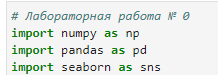 # Лабораторная работа № 0
import numpy as np
import pandas as pd
import seaborn as sns